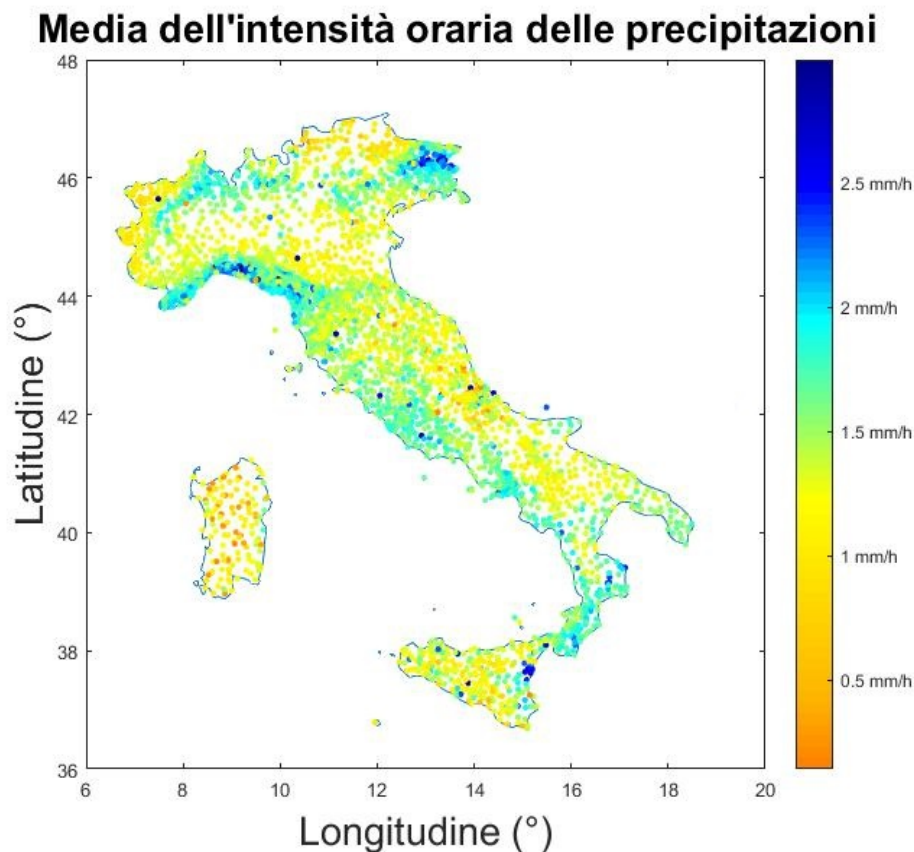 Media dell'intensità oraria delle precipitazioni
48
46
44
42
40
38
36
Latitudine (°)
6
8
10
12
14
16
18
20
Longitudine (°)
2.5 mm/h
2 mm/h
1.5 mm/h
1 mm/h
0.5 mm/h